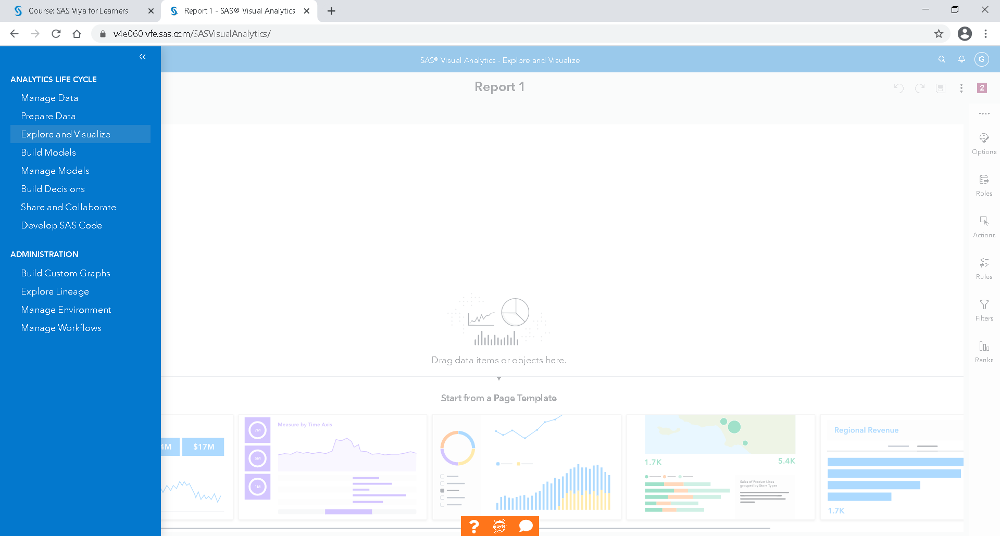 Course: SAS Viya for Learners
Report 1 - SAS® Visual Analytics
v4e060.vfe.sas.com/SASVisualAnalytics/
SAS® Visual Analytics - Explore and Visualize
G
ANALYTICS LIFE CYCLE
Manage Data
Prepare Data
Explore and Visualize
Build Models
Manage Models
Build Decisions
Share and Collaborate
Develop SAS Code
ADMINISTRATION
Build Custom Graphs
Explore Lineage
Manage Environment
Manage Workflows
Report 1
2
Options
Roles
Actions
Rules
Filters
Ranks
Drag data items or objects here.
Start from a Page Template
4M
$17M
7M
5M
1M
Measure by Time Axis
1.7K
5.4K
Sales of Product Lines
grouped by Store Types
Regional Revenue
1.7K
?
jupyter